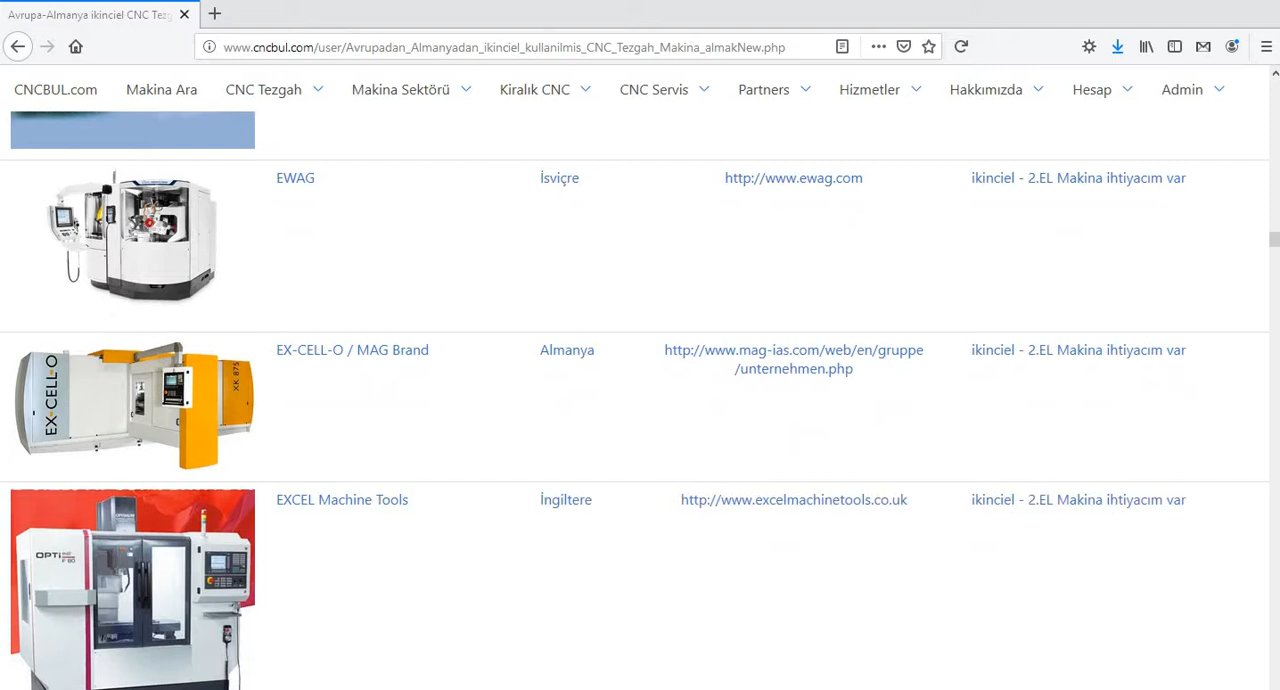 Avrupa-Almanya ikinciel CNC Tezg
www.cncbul.com/user/Avrupadan_Almanyadan_ikinciel_kullanilmis_CNC_Tezgah_Makina_almakNew.php
CNCBUL.com Makina Ara CNC Tezgah Makina Sektörü Kiralık CNC CNC Servis Partners Hizmetler Hakkımızda Hesap Admin
EWAG İsviçre http://www.ewag.com ikinciel - 2.EL Makina ihtiyacım var
EX-CELL-O / MAG Brand Almanya http://www.mag-ias.com/web/en/gruppe ikinciel - 2.EL Makina ihtiyacım var
/unternehmen.php
EX-CELL-O
XK 875
EXCEL Machine Tools İngiltere http://www.excelmachinetools.co.uk ikinciel - 2.EL Makina ihtiyacım var
OPTi
F 80